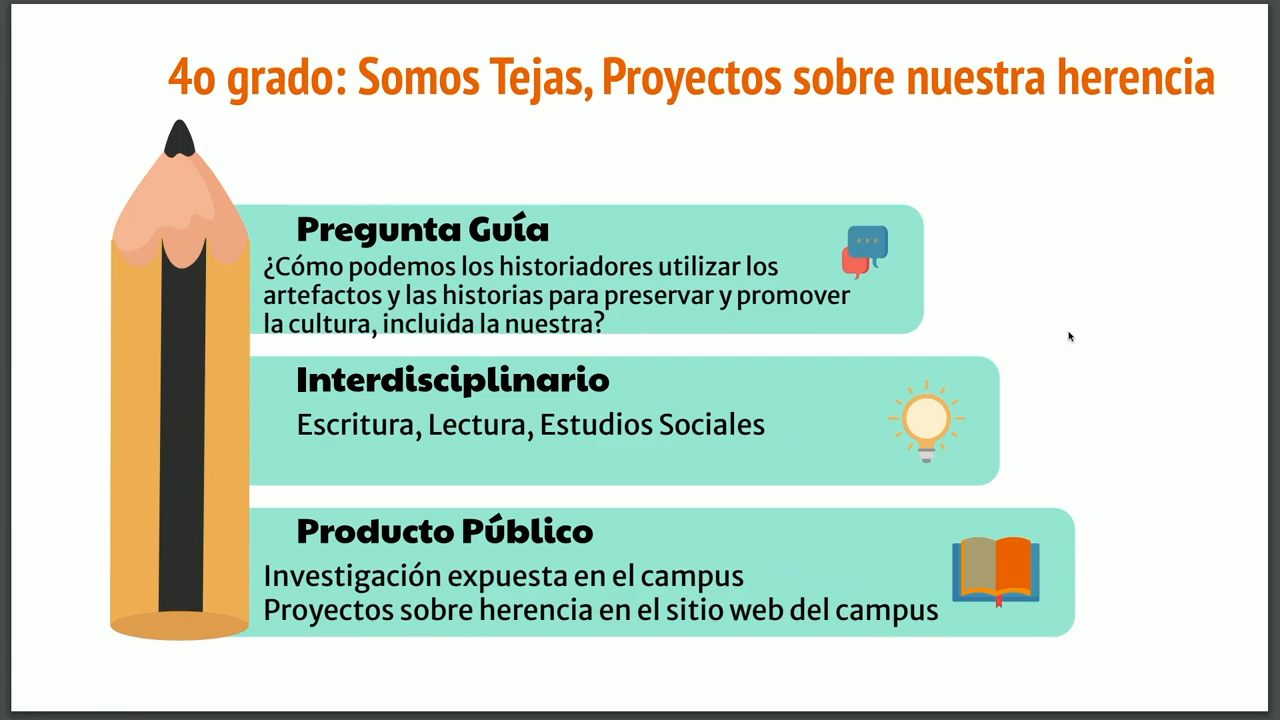 4o grado: Somos Tejas, Proyectos sobre nuestra herencia
Pregunta Guía
¿Cómo podemos los historiadores utilizar los
artefactos y las historias para preservar y promover
la cultura, incluida la nuestra?
Interdisciplinario
Escritura, Lectura, Estudios Sociales
Producto Público
Investigación expuesta en el campus
Proyectos sobre herencia en el sitio web del campus